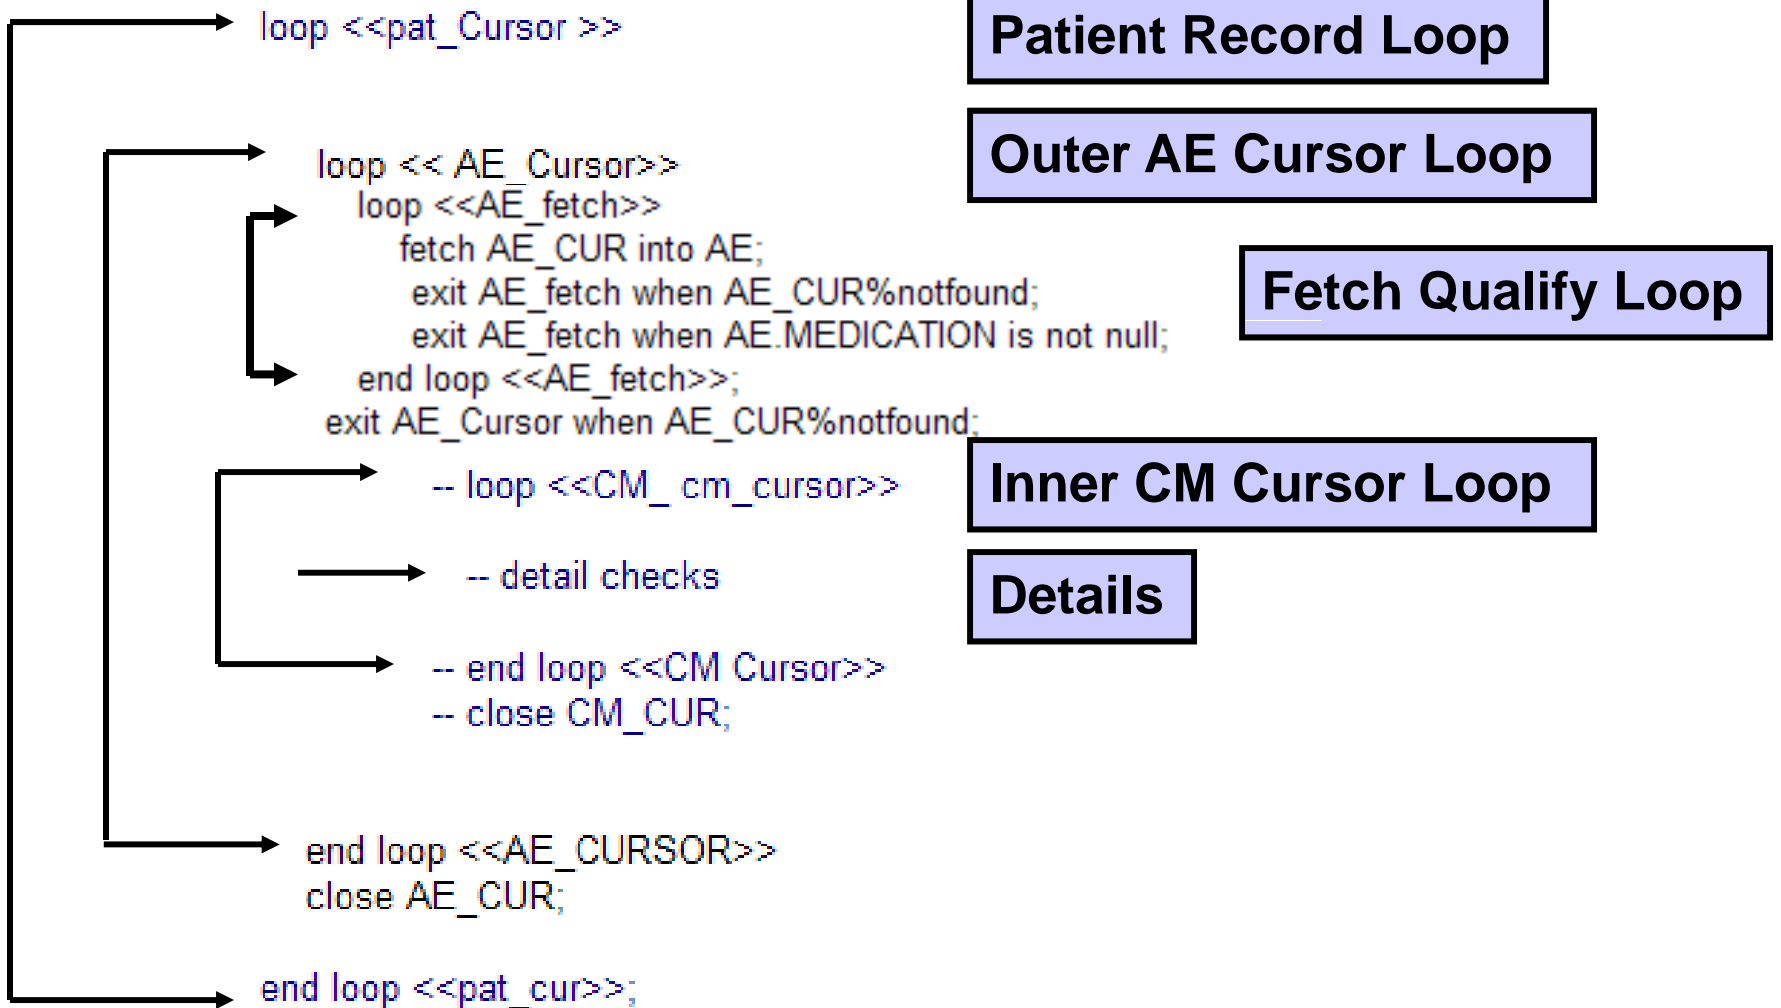 loop <<pat_Cursor >>
Patient Record Loop
Outer AE Cursor Loop
loop << AE_Cursor>>
loop <<AE_fetch>>
fetch AE_CUR into AE;
exit AE_fetch when AE_CUR%notfound;
Fetch Qualify Loop
exit AE_fetch when AE.MEDICATION is not null;
end loop <<AE_fetch>>;
exit AE_Cursor when AE_CUR%notfound;
-- loop <<CM_ cm_cursor>>
Inner CM Cursor Loop
-- detail checks
Details
-- end loop <<CM Cursor>>
-- close CM_CUR;
end loop <<AE_CURSOR>>
close AE_CUR;
end loop <<pat_cur>>;